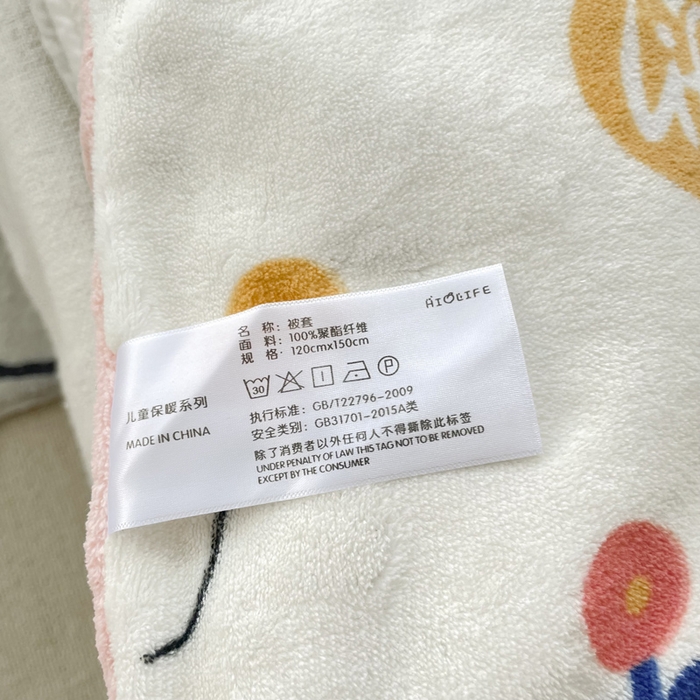 AIOLIFE
名 称：被套
面 料：100%聚酯纤维
规 格：120cmx150cm
30
P
儿童保暖系列
MADE IN CHINA
执行标准：GB/T22796-2009
安全类别：GB31701-2015A类
除了消费者以外任何人不得撕除此标签
UNDER PENALTY OF LAW THIS TAG NOT TO BE REMOVED
EXCEPT BY THE CONSUMER